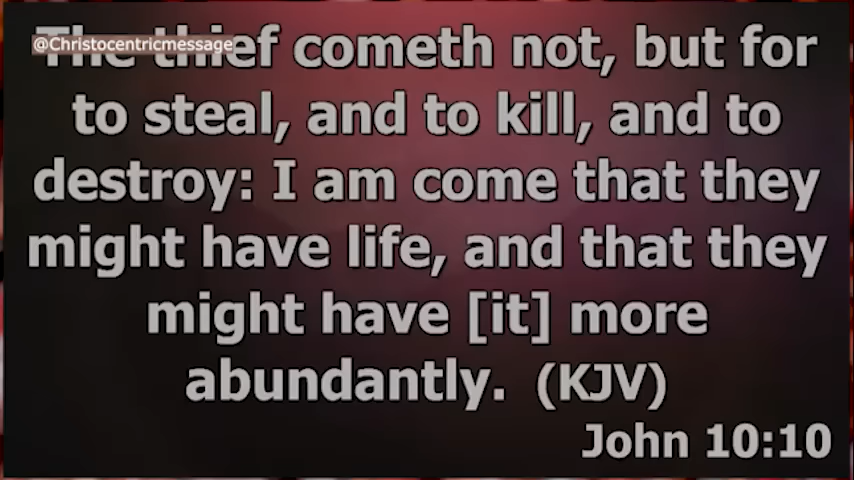 @Christocentricmessage
The thief cometh not, but for
to steal, and to kill, and to
destroy: I am come that they
might have life, and that they
might have [it] more
abundantly. (KJV)
John 10:10